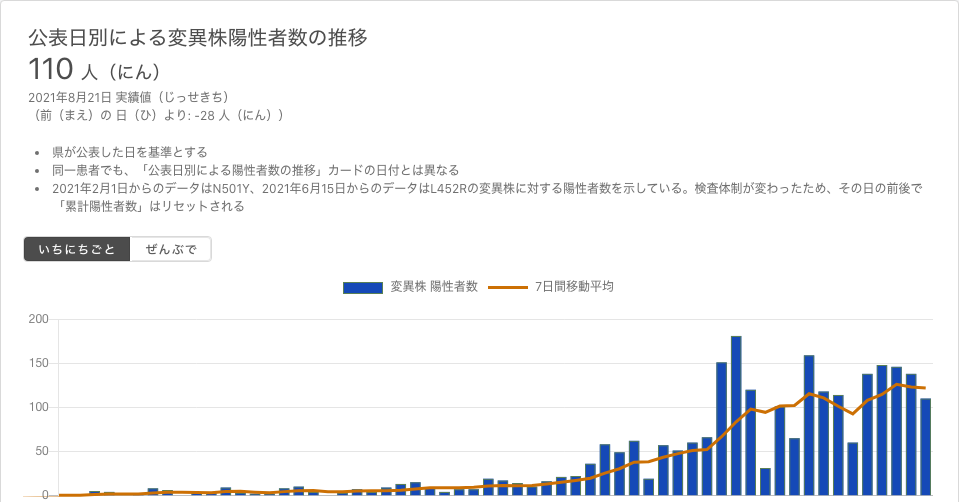 公表日別による変異株陽性者数の推移
110 人（にん）
2021年8月21日 実績値（じっせきち）
（前（まえ）の 日（ひ）より: -28 人（にん））
• 県が公表した日を基準とする
• 同一患者でも、「公表日別による陽性者数の推移」カードの日付とは異なる
• 2021年2月1日からのデータはN501Y、2021年6月15日からのデータはL452Rの変異株に対する陽性者数を示している。検査体制が変わったため、その日の前後で
「累計陽性者数」はリセットされる
いちにちごと ぜんぶで
変異株 陽性者数 7日間移動平均
200
150
100
50
0